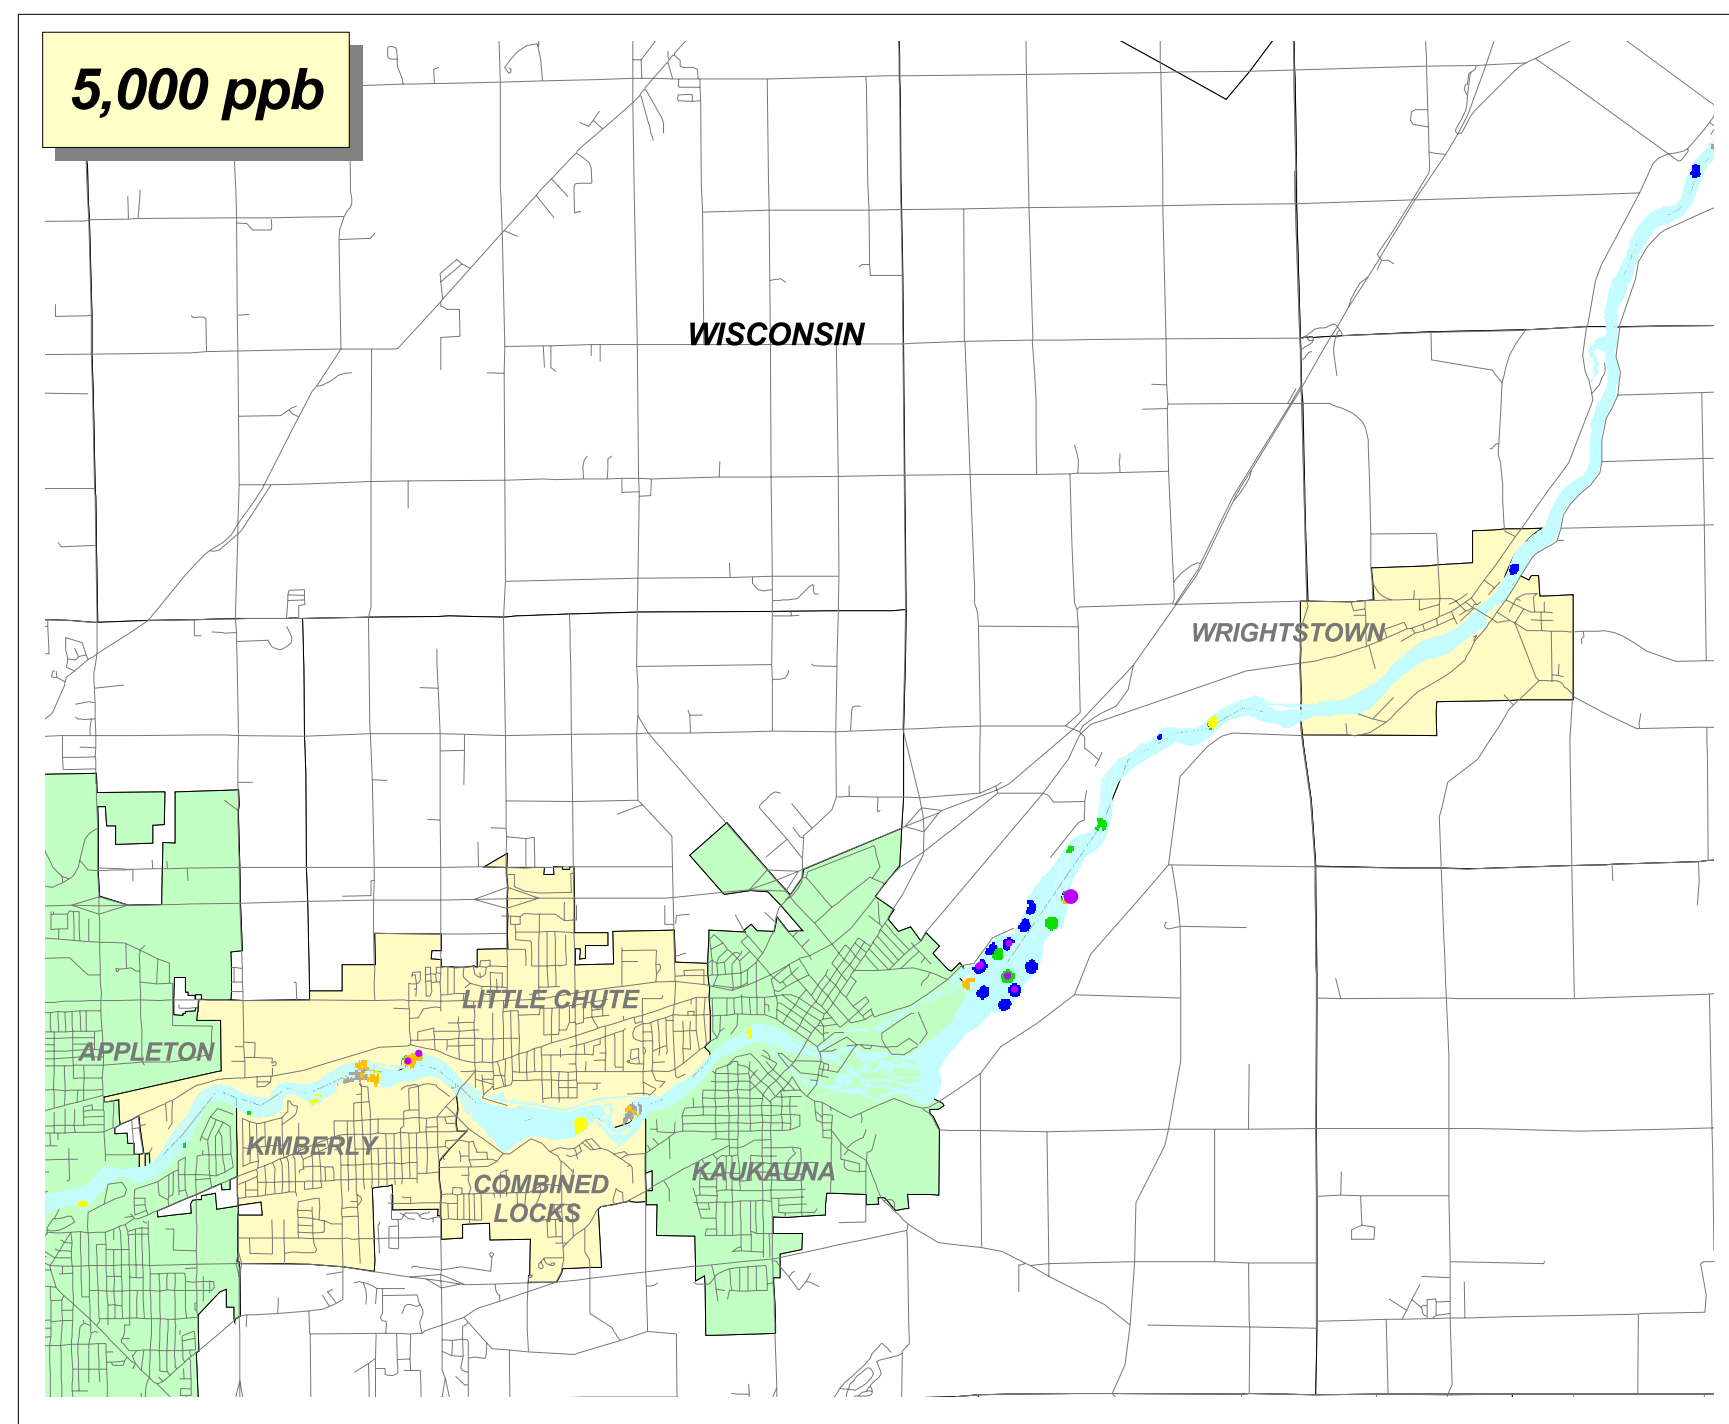 5,000 ppb
WISCONSIN
WRIGHTSTOWN
LITTLE CHUTE
APPLETON
KIMBERLY
KAUKAUNA
COMBINED
LOCKS